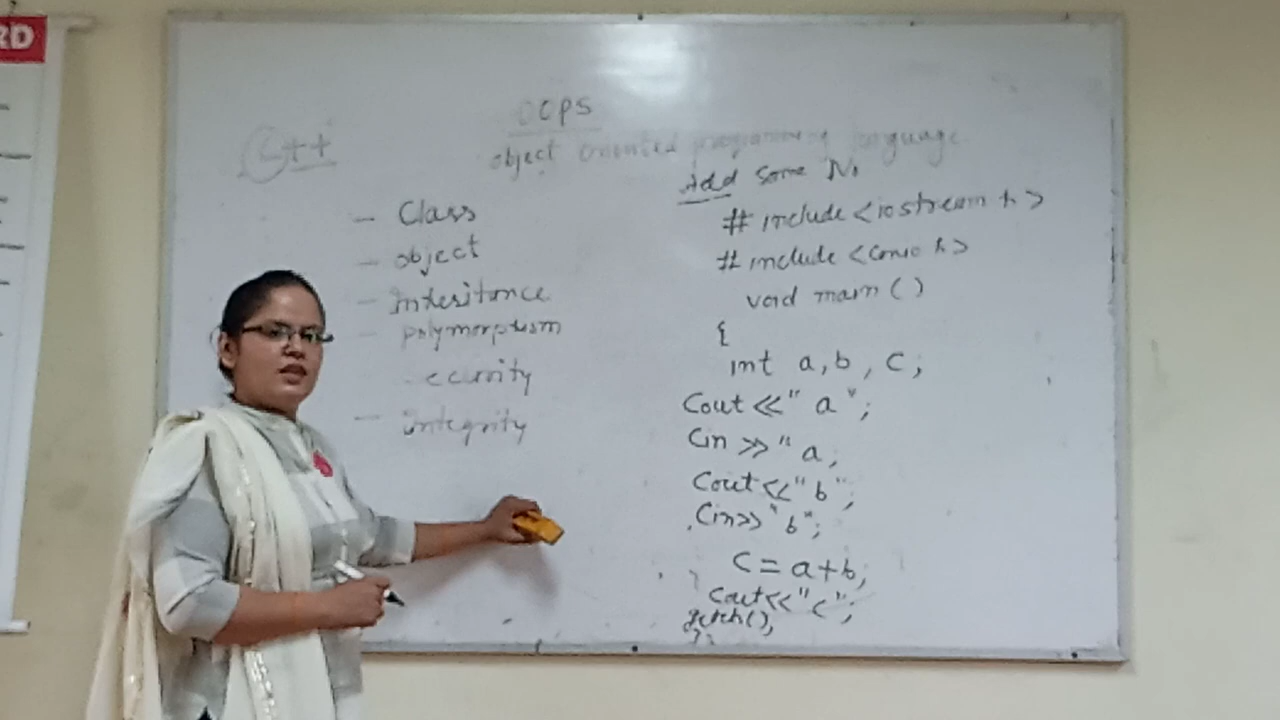 RD
C++
OOPS
object oriented programming language
- Class
- object
- inheritance
- polymorphism
- ecurity
- integrity
Add Some No
# include <iostream h>
# include <conio h>
void main ()
{
int a, b, c;
Cout << " a ";
Cin >> " a;
Cout << "b";
Cin >> "b";
C = a+b;
Cout << "c";
getch();
}